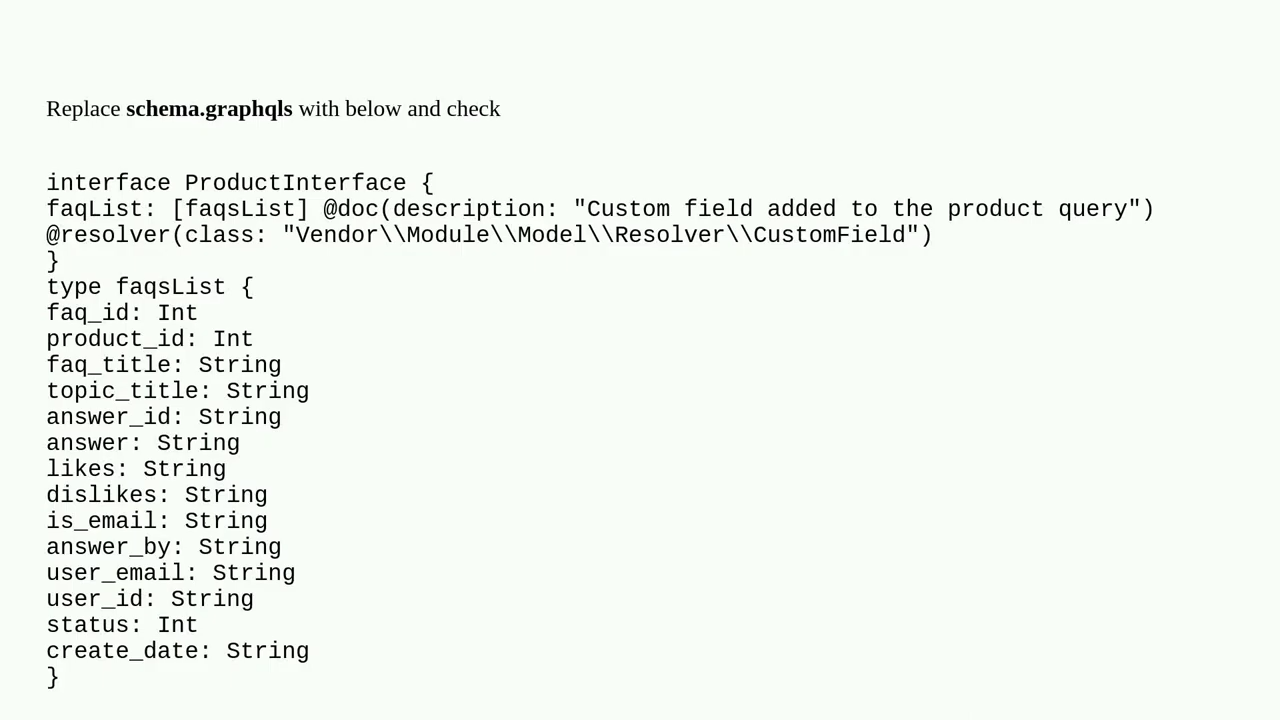 Replace schema.graphqls with below and check
interface ProductInterface {
faqList: [faqsList] @doc(description: "Custom field added to the product query")
@resolver(class: "Vendor\\Module\\Model\\Resolver\\CustomField")
}
type faqsList {
faq_id: Int
product_id: Int
faq_title: String
topic_title: String
answer_id: String
answer: String
likes: String
dislikes: String
is_email: String
answer_by: String
user_email: String
user_id: String
status: Int
create_date: String
}